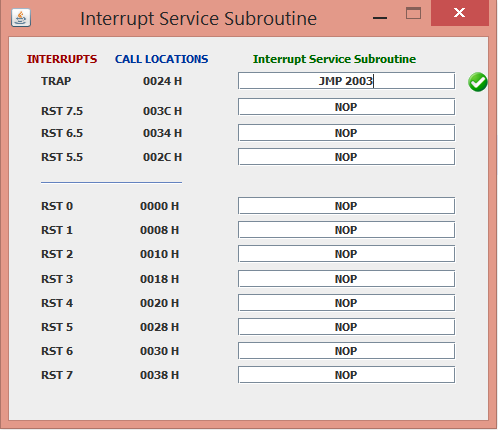 Interrupt Service Subroutine
INTERRUPTS CALL LOCATIONS Interrupt Service Subroutine
TRAP 0024 H JMP 2003
RST 7.5 003C H NOP
RST 6.5 0034 H NOP
RST 5.5 002C H NOP
RST 0 0000 H NOP
RST 1 0008 H NOP
RST 2 0010 H NOP
RST 3 0018 H NOP
RST 4 0020 H NOP
RST 5 0028 H NOP
RST 6 0030 H NOP
RST 7 0038 H NOP